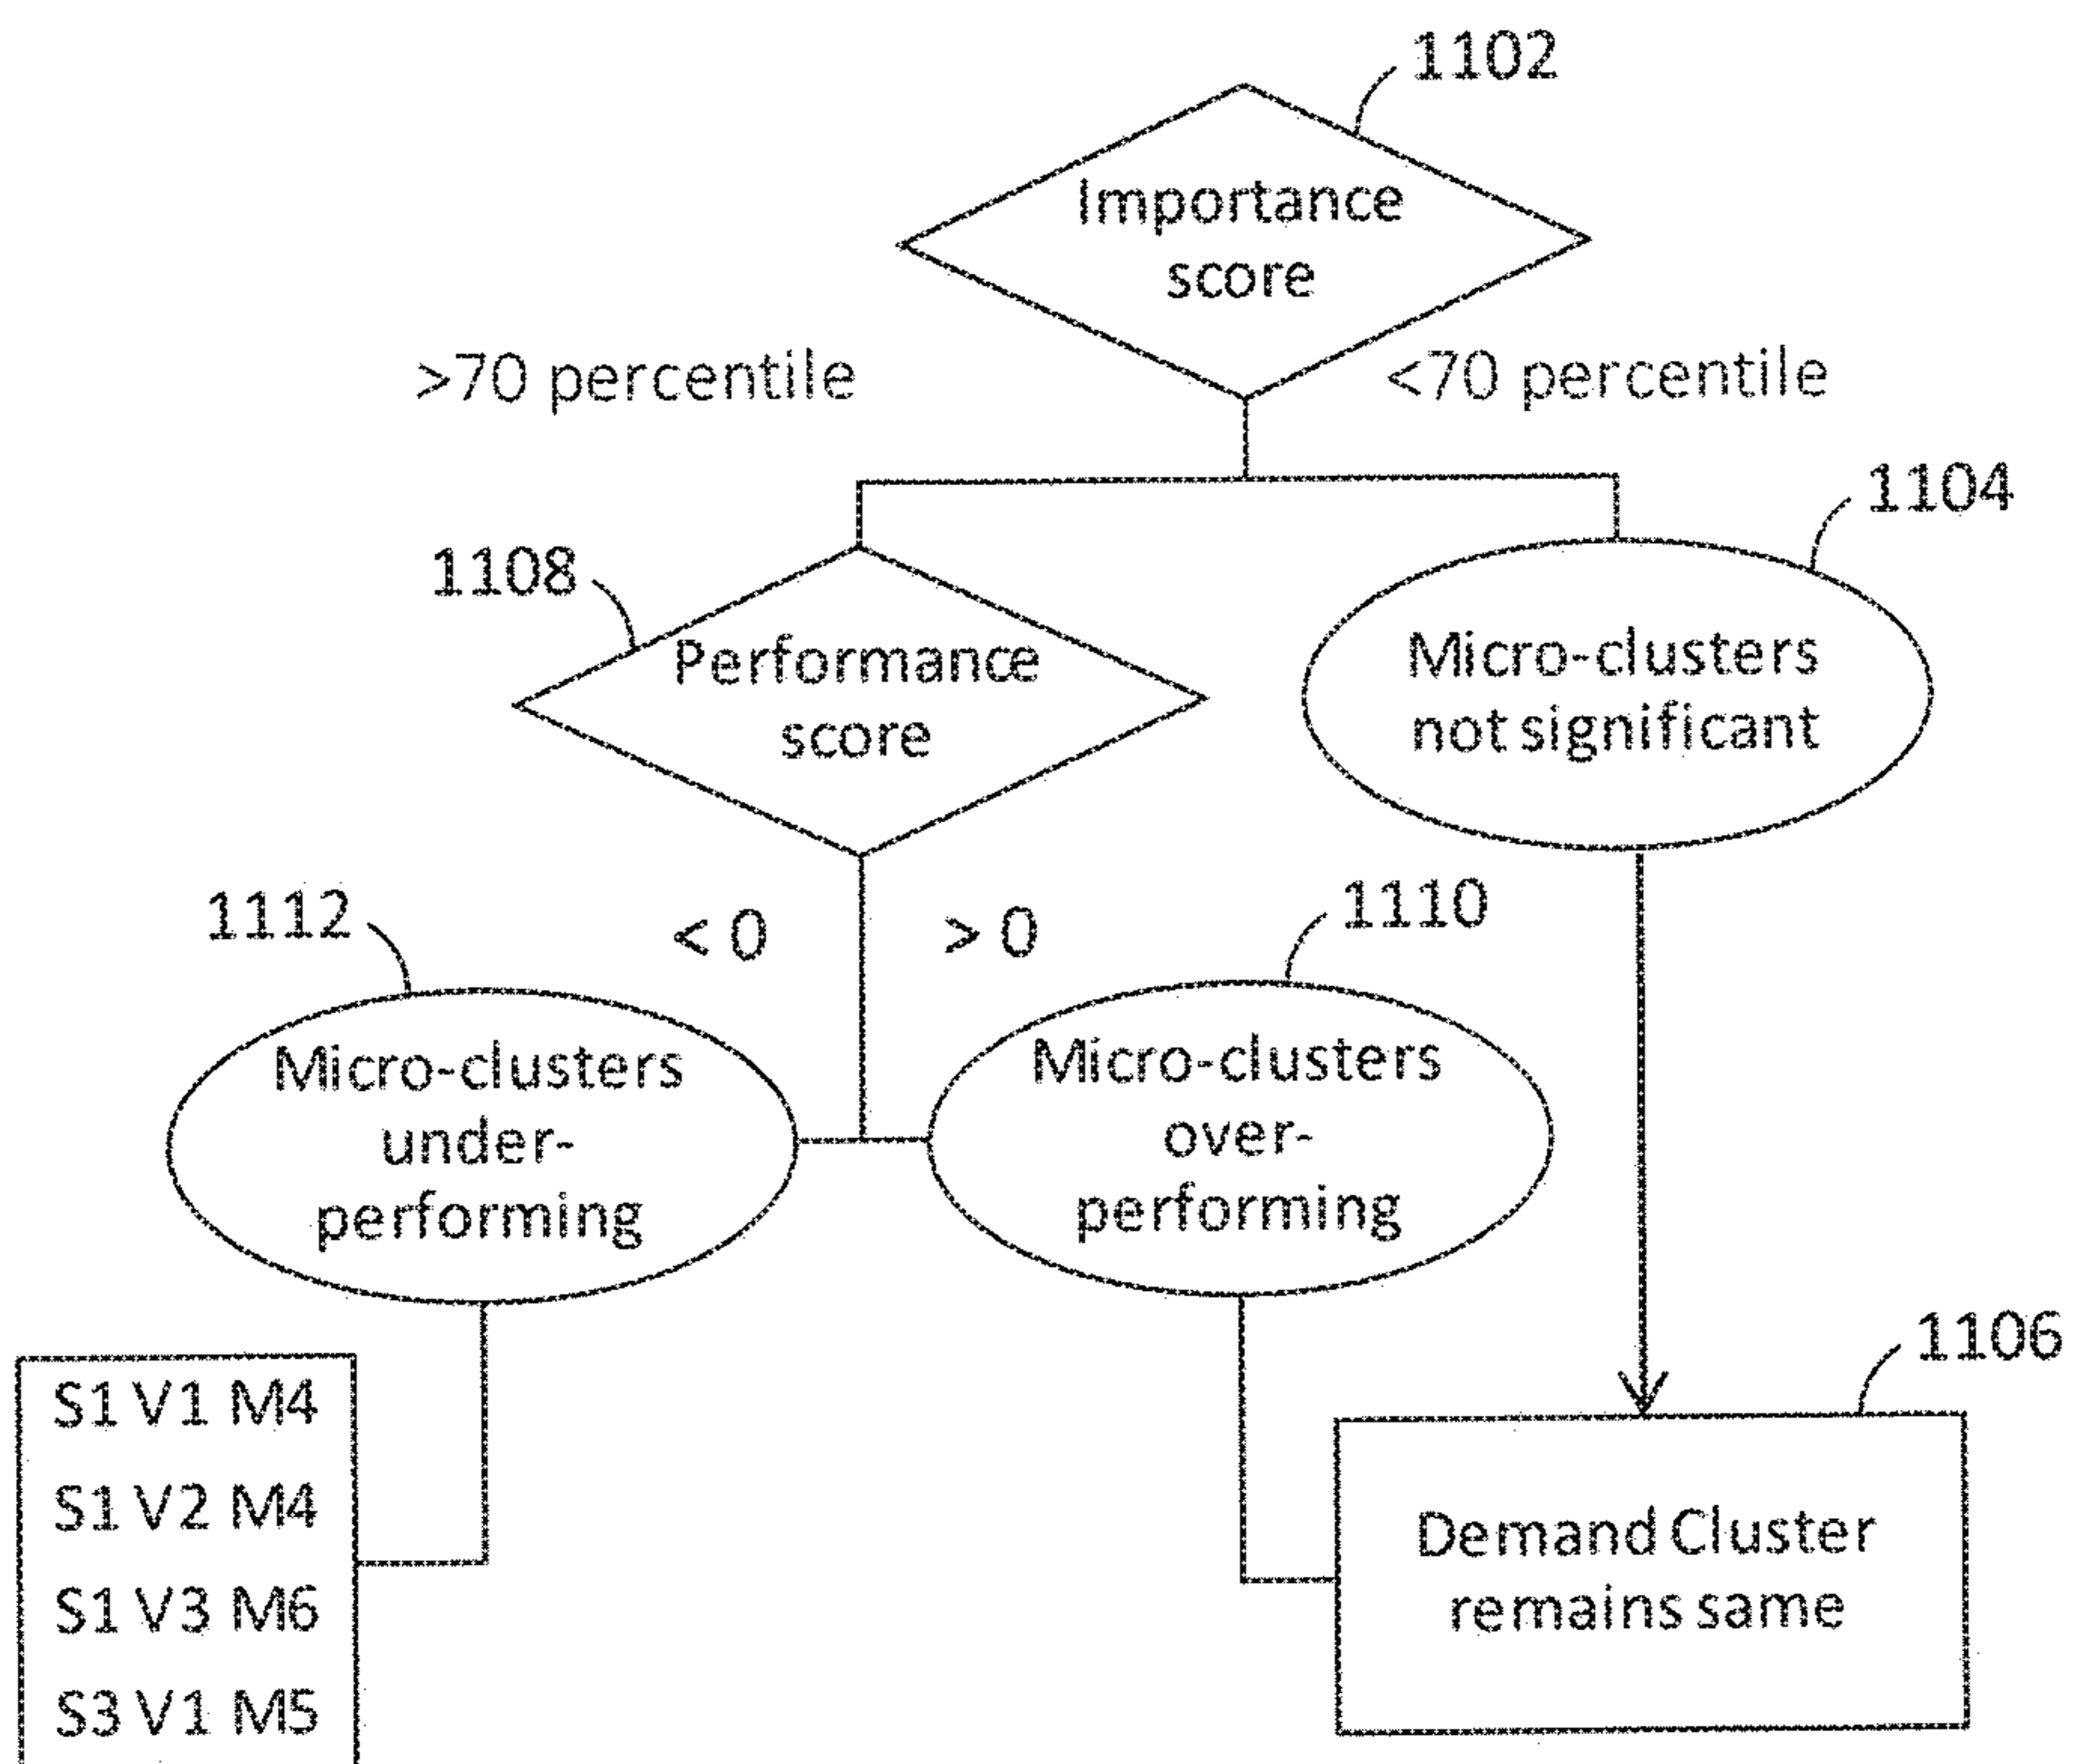 1102
Importance
score
>70 percentile
<70 percentile
1104
1108
Performance
score
Micro-clusters
not significant
1112
< 0
> 0
1110
Micro-clusters
under-
performing
Micro-clusters
over-
performing
1106
S1 V1 M4
S1 V2 M4
S1 V3 M6
S3 V1 M5
Demand Cluster
remains same